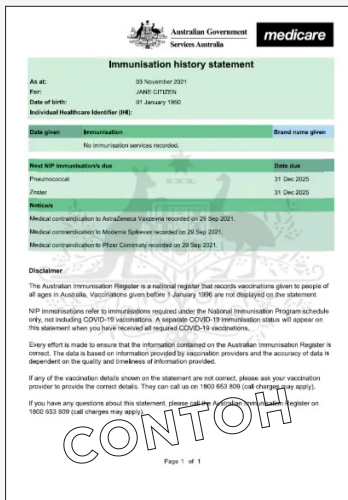 Australian Government
Services Australia
medicare
Immunisation history statement
As at: 03 November 2021
For: JANE CITIZEN
Date of birth: 01 January 1960
Individual Healthcare Identifier (IHI):
Date given Immunisation Brand name given
No immunisation services recorded.
Next NIP immunisation/s due Date due
Pneumococcal 31 Dec 2025
Zoster 31 Dec 2025
Notice/s
Medical contraindication to AstraZeneca Vaxzevria recorded on 29 Sep 2021.
Medical contraindication to Moderna Spikevax recorded on 29 Sep 2021.
Medical contraindication to Pfizer Comirnaty recorded on 29 Sep 2021.
Disclaimer
The Australian Immunisation Register is a national register that records vaccinations given to people of
all ages in Australia. Vaccinations given before 1 January 1996 are not displayed on the statement.
NIP immunisations refer to immunisations required under the National Immunisation Program schedule
only, not including COVID-19 vaccinations. A separate COVID-19 immunisation status will appear on
this statement when you have received all required COVID-19 vaccinations.
Every effort is made to ensure that the information contained on the Australian Immunisation Register is
correct. The data is based on information provided by vaccination providers and the accuracy of data is
dependent on the quality and timeliness of information provided.
If any of the vaccination details shown on the statement are not correct, please ask your vaccination
provider to provide the correct details. They can call us on 1800 653 809 (call charges may apply).
If you have any questions about this statement, please call the Australian Immunisation Register on
1800 653 809 (call charges may apply).
CONTOH
Page 1 of 1